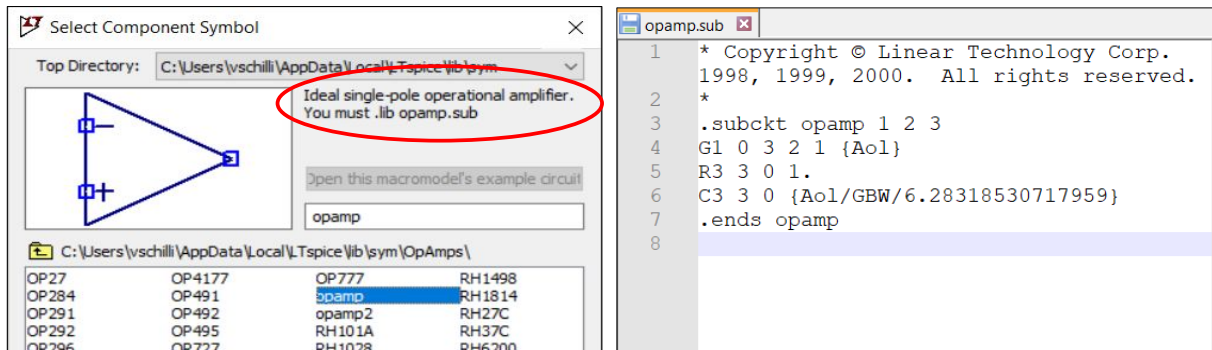 Select Component Symbol
Top Directory: C:\Users\vschilli\AppData\Local\LTspice\lib\sym
Ideal single-pole operational amplifier.
You must .lib opamp.sub
Open this macromodel's example circuit
opamp
C:\Users\vschilli\AppData\Local\LTspice\lib\sym\OpAmps\
OP27 OP4177 OP777 RH1498
OP284 OP491 opamp RH1814
OP291 OP492 opamp2 RH27C
OP292 OP495 RH101A RH37C
OP296 OP727 RH1028 RH6200
opamp.sub
1 * Copyright © Linear Technology Corp.
1998, 1999, 2000.  All rights reserved.
2 *
3 .subckt opamp 1 2 3
4 G1 0 3 2 1 {Aol}
5 R3 3 0 1.
6 C3 3 0 {Aol/GBW/6.28318530717959}
7 .ends opamp
8